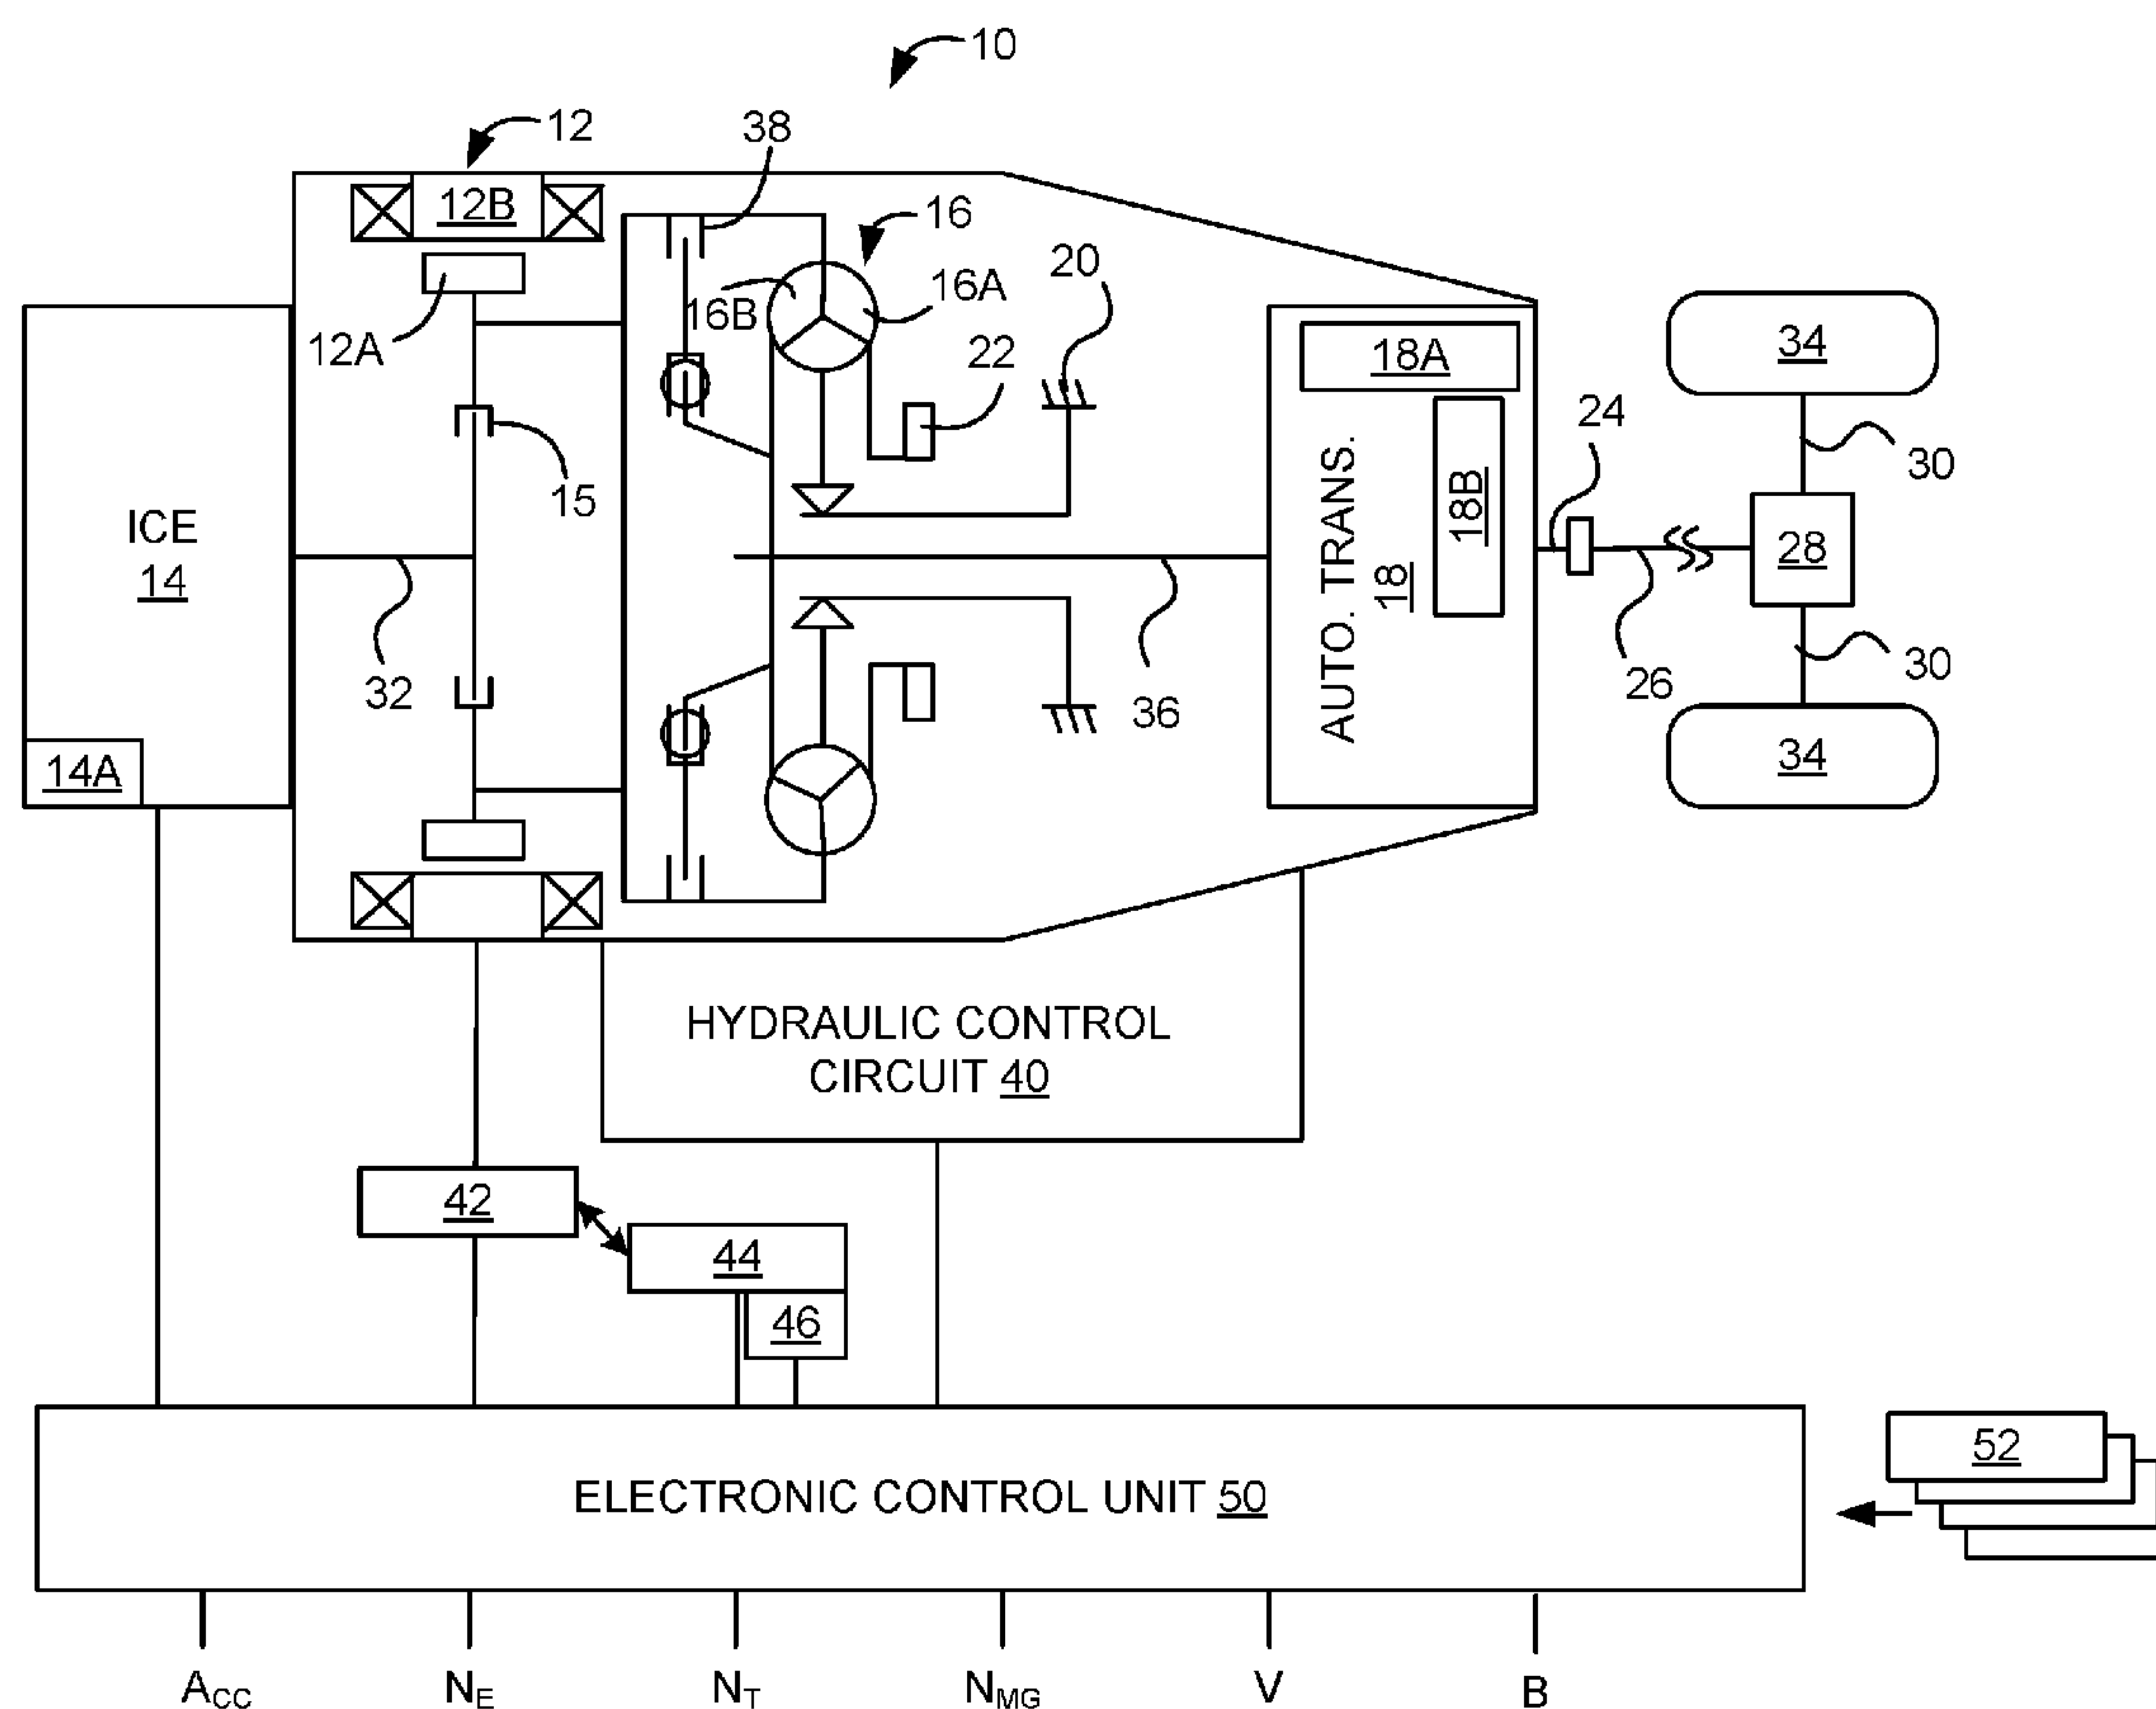 10
12
38
12B
16
20
16A
16B
12A
22
18A
34
24
30
15
ICE
14
18B
AUTO. TRANS.
18
28
32
36
26
30
14A
34
HYDRAULIC CONTROL
CIRCUIT 40
42
44
46
52
ELECTRONIC CONTROL UNIT 50
ACC
NE
NT
NMG
V
B